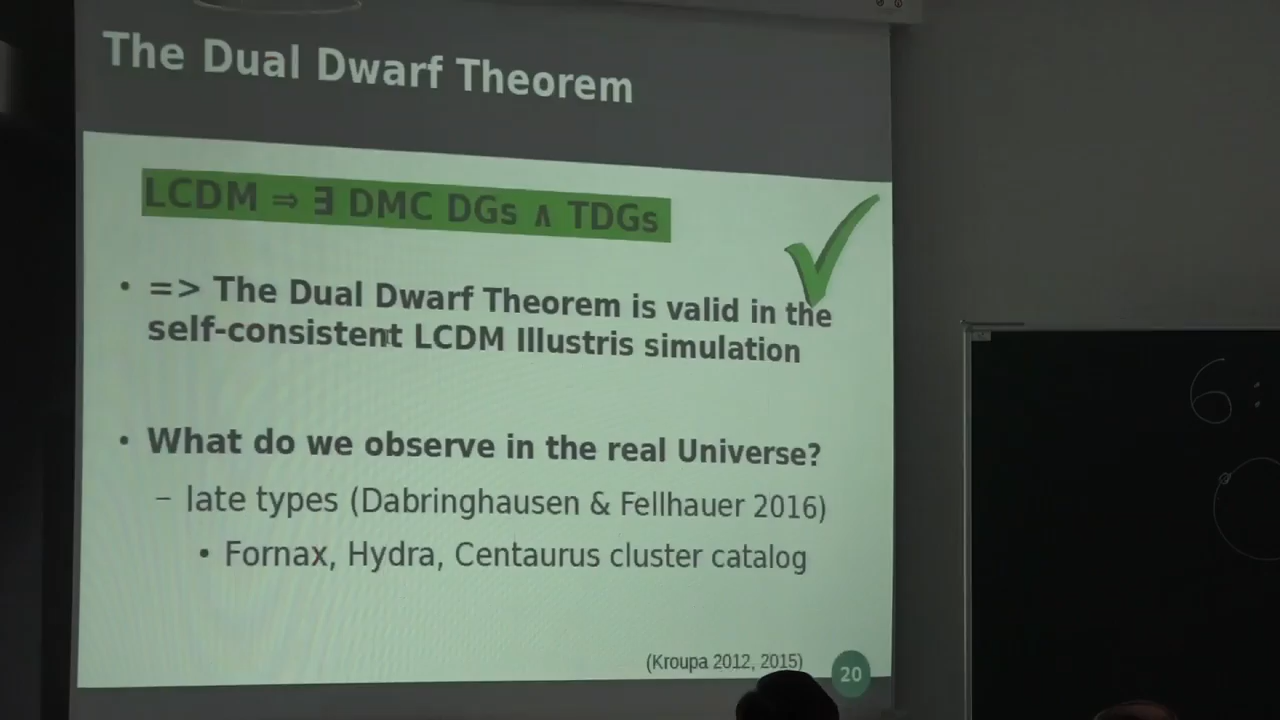 The Dual Dwarf Theorem
LCDM ⇒ ∃ DMC DGs ∧ TDGs
• => The Dual Dwarf Theorem is valid in the
self-consistent LCDM Illustris simulation
• What do we observe in the real Universe?
– late types (Dabringhausen & Fellhauer 2016)
• Fornax, Hydra, Centaurus cluster catalog
(Kroupa 2012, 2015)
20
6 :